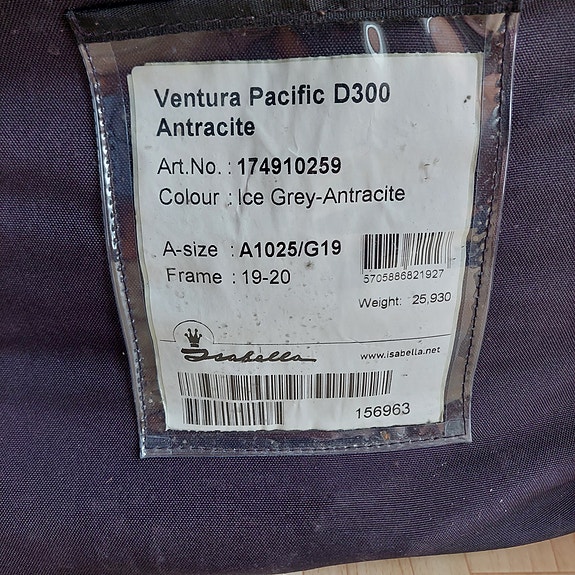 Ventura Pacific D300
Antracite
Art.No. : 174910259
Colour : Ice Grey-Antracite
A-size : A1025/G19
Frame : 19-20
5705886821927
Weight: 25,930
Isabella
www.isabella.net
156963